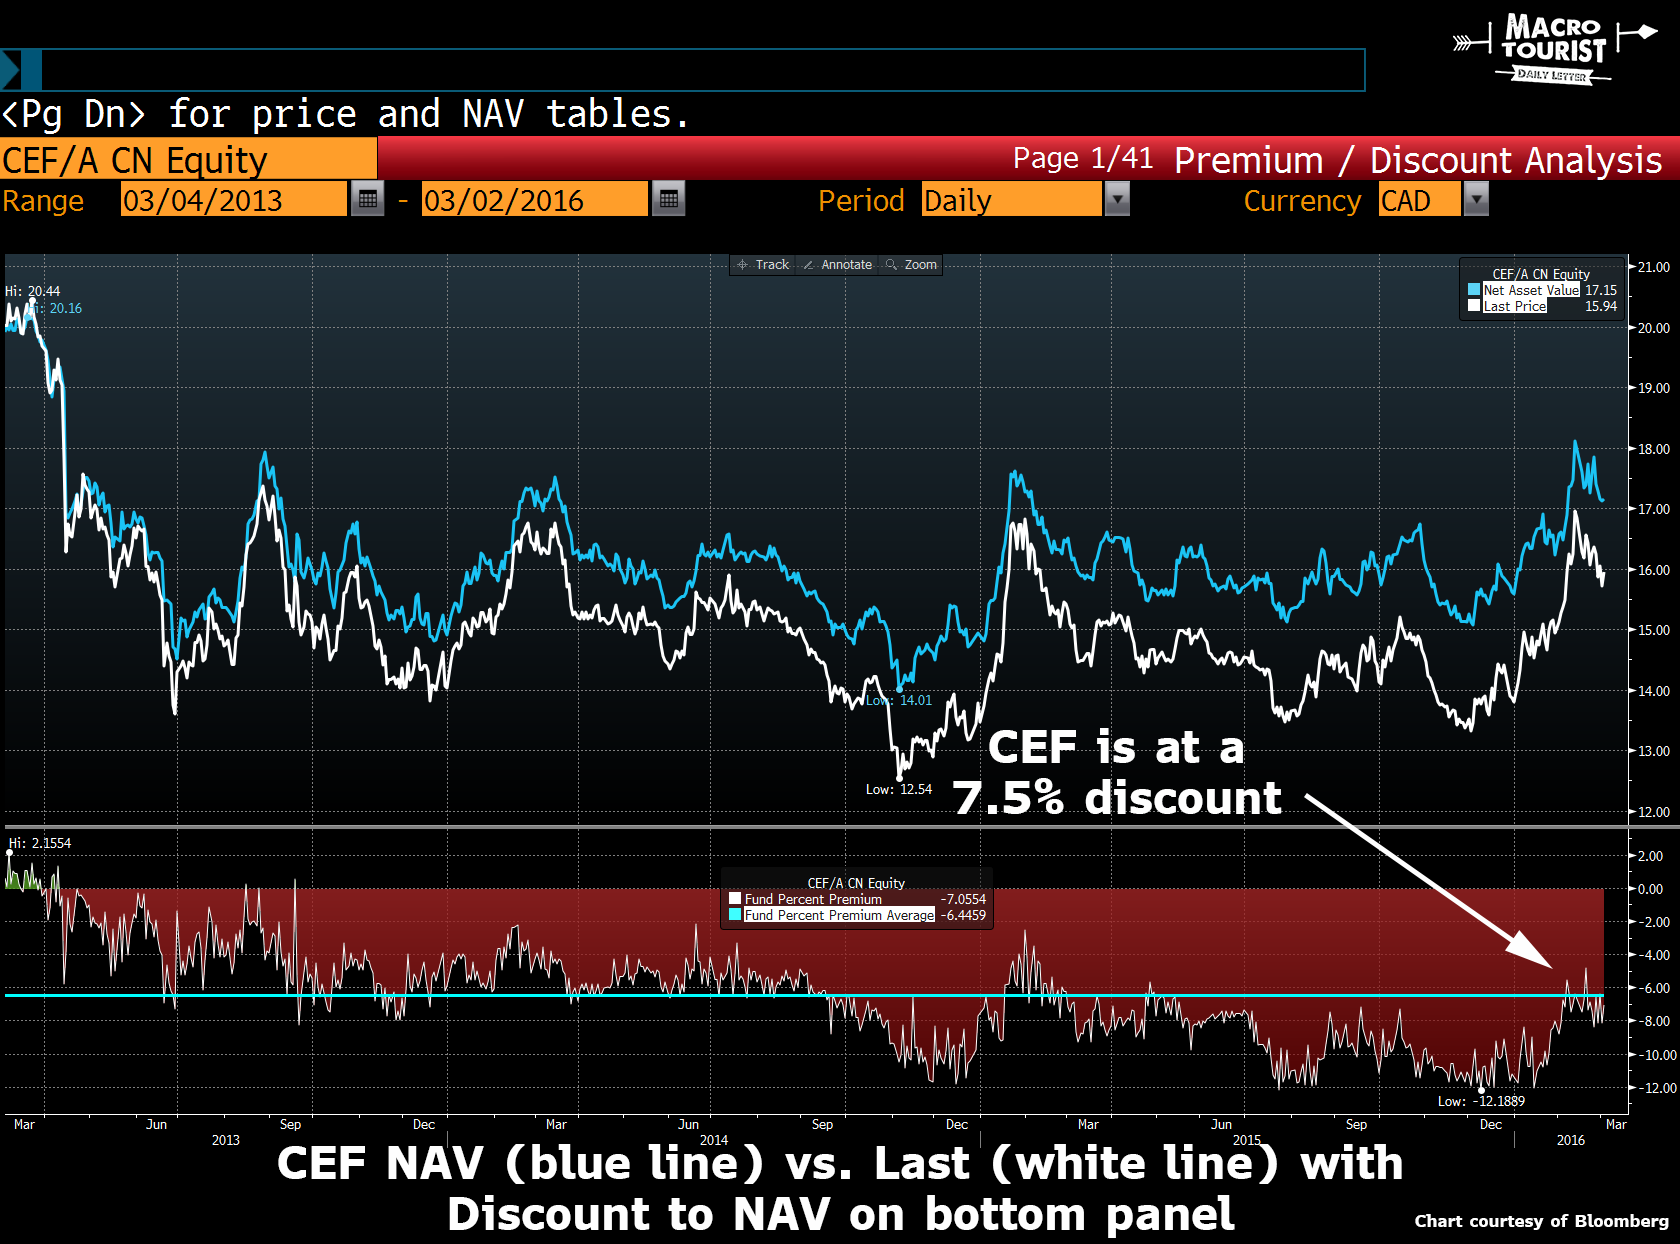 MACRO
TOURIST
DAILY LETTER
<Pg Dn> for price and NAV tables.
CEF/A CN Equity
Page 1/41 Premium / Discount Analysis
Range 03/04/2013 - 03/02/2016 Period Daily Currency CAD
Track Annotate Zoom
CEF/A CN Equity
Net Asset Value 17.15
Last Price 15.94
Hi: 20.44
Hi: 20.16
21.00
20.00
19.00
18.00
17.00
16.00
15.00
14.00
13.00
12.00
Low: 14.01
Low: 12.54
CEF is at a
7.5% discount
Hi: 2.1554
CEF/A CN Equity
Fund Percent Premium -7.0554
Fund Percent Premium Average -6.4459
2.00
0.00
-2.00
-4.00
-6.00
-8.00
-10.00
-12.00
Low: -12.1889
Mar Jun Sep Dec Mar Jun Sep Dec Mar Jun Sep Dec Mar
2013 2014 2015 2016
CEF NAV (blue line) vs. Last (white line) with
Discount to NAV on bottom panel
Chart courtesy of Bloomberg